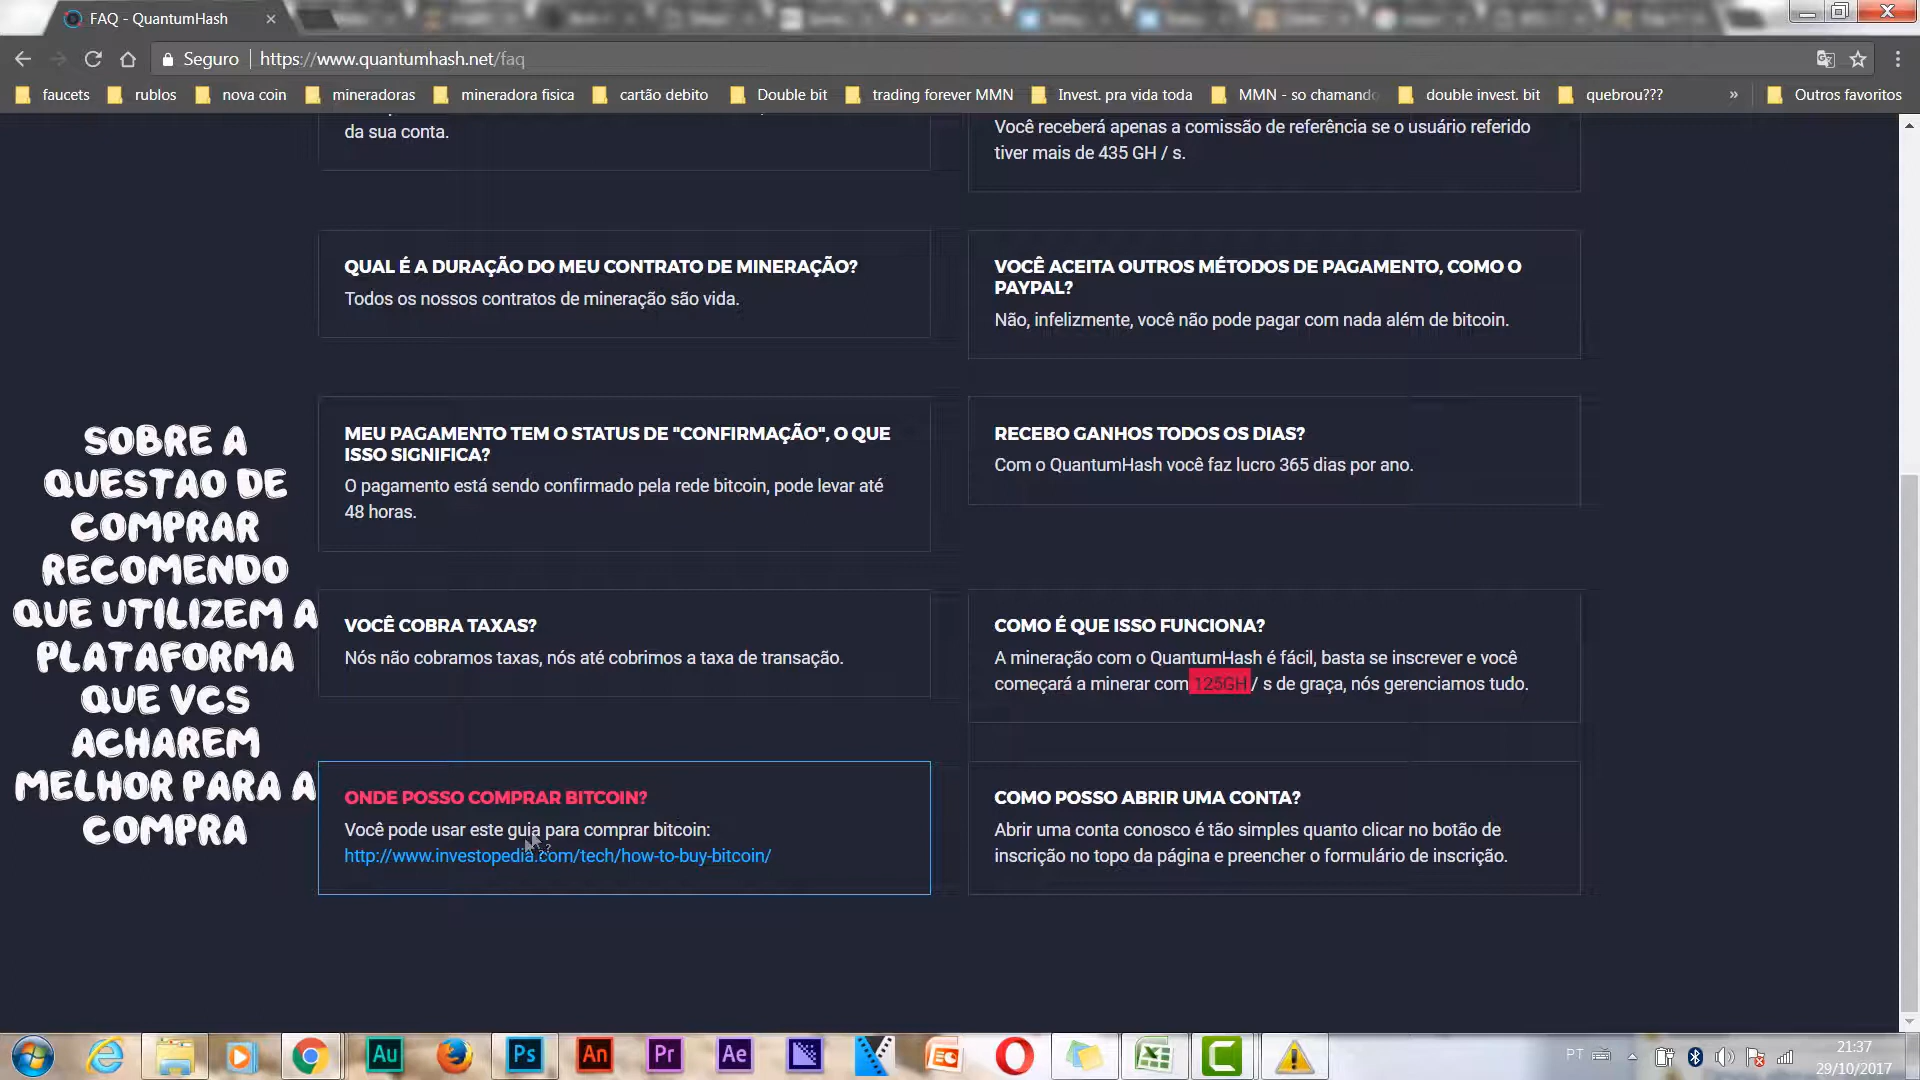 FAQ - QuantumHash
Seguro
https://www.quantumhash.net/faq
faucets
rublos
nova coin
mineradoras
mineradora fisica
cartão debito
Double bit
trading forever MMN
Invest. pra vida toda
MMN - so chamando
double invest. bit
quebrou???
»
Outros favoritos
da sua conta.
Você receberá apenas a comissão de referência se o usuário referido
tiver mais de 435 GH / s.
QUAL É A DURAÇÃO DO MEU CONTRATO DE MINERAÇÃO?
Todos os nossos contratos de mineração são vida.
VOCÊ ACEITA OUTROS MÉTODOS DE PAGAMENTO, COMO O
PAYPAL?
Não, infelizmente, você não pode pagar com nada além de bitcoin.
MEU PAGAMENTO TEM O STATUS DE "CONFIRMAÇÃO", O QUE
ISSO SIGNIFICA?
O pagamento está sendo confirmado pela rede bitcoin, pode levar até
48 horas.
RECEBO GANHOS TODOS OS DIAS?
Com o QuantumHash você faz lucro 365 dias por ano.
VOCÊ COBRA TAXAS?
Nós não cobramos taxas, nós até cobrimos a taxa de transação.
COMO É QUE ISSO FUNCIONA?
A mineração com o QuantumHash é fácil, basta se inscrever e você
começará a minerar com 125GH / s de graça, nós gerenciamos tudo.
ONDE POSSO COMPRAR BITCOIN?
Você pode usar este guia para comprar bitcoin:
http://www.investopedia.com/tech/how-to-buy-bitcoin/
COMO POSSO ABRIR UMA CONTA?
Abrir uma conta conosco é tão simples quanto clicar no botão de
inscrição no topo da página e preencher o formulário de inscrição.
SOBRE A
QUESTAO DE
COMPRAR
RECOMENDO
QUE UTILIZEM A
PLATAFORMA
QUE VCS
ACHAREM
MELHOR PARA A
COMPRA
Au
Ps
An
Pr
Ae
PT
21:37
29/10/2017